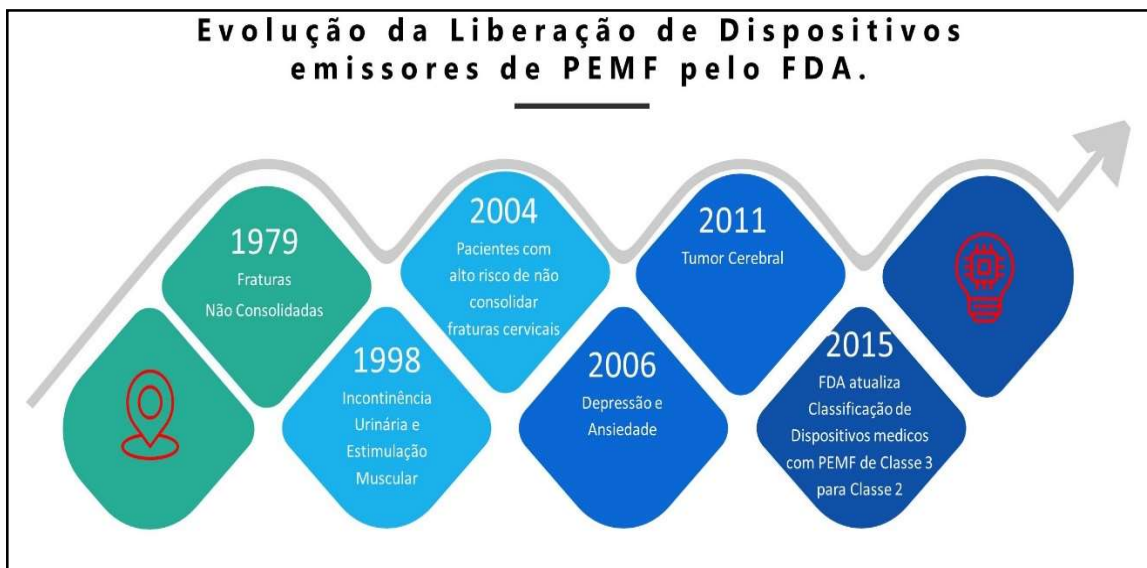 Evolução da Liberação de Dispositivos
emissores de PEMF pelo FDA.
1979
Fraturas
Não Consolidadas
1998
Incontinência
Urinária e
Estimulação
Muscular
2004
Pacientes com
alto risco de não
consolidar
fraturas cervicais
2006
Depressão e
Ansiedade
2011
Tumor Cerebral
2015
FDA atualiza
Classificação de
Dispositivos medicos
com PEMF de Classe 3
para Classe 2